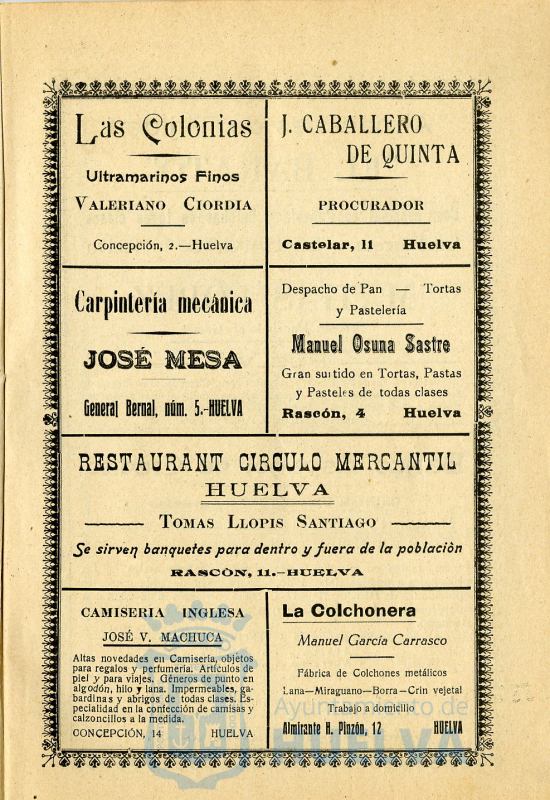 Las Colonias
Ultramarinos Finos
VALERIANO CIORDIA
Concepción, 2.—Huelva
J. CABALLERO
DE QUINTA
PROCURADOR
Castelar, 11 Huelva
Carpintería mecánica
JOSÉ MESA
General Bernal, núm. 5.-HUELVA
Despacho de Pan — Tortas
y Pastelería
Manuel Osuna Sastre
Gran surtido en Tortas, Pastas
y Pasteles de todas clases
Rascón, 4 Huelva
RESTAURANT CIRCULO MERCANTIL
HUELVA
TOMAS LLOPIS SANTIAGO
Se sirven banquetes para dentro y fuera de la población
RASCÓN, 11.-HUELVA
CAMISERIA INGLESA
JOSÉ V. MACHUCA
Altas novedades en Camisería, objetos
para regalos y perfumería. Artículos de
piel y para viajes. Géneros de punto en
algodón, hilo y lana. Impermeables, ga-
bardinas y abrigos de todas clases. Es-
pecialidad en la confección de camisas y
calzoncillos a la medida.
CONCEPCIÓN, 14 HUELVA
La Colchonera
Manuel García Carrasco
Fábrica de Colchones metálicos
Lana—Miraguano—Borra—Crin vejetal
Trabajo a domicilio
Almirante H. Pinzón, 12 HUELVA
Ayuntamiento de
HUELVA